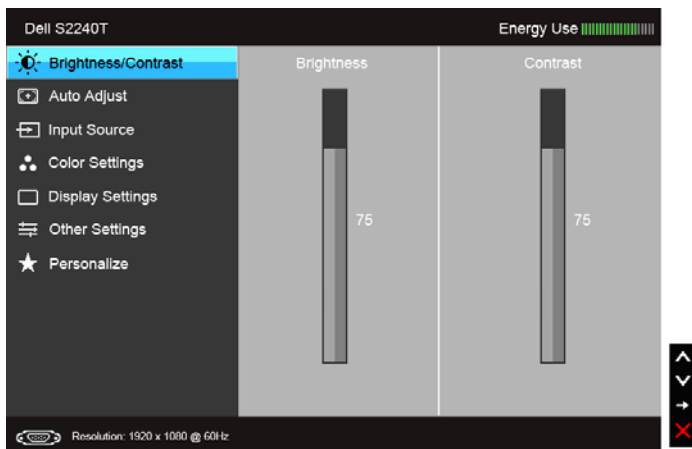 Dell S2240T
Energy Use
Brightness/Contrast
Brightness
Contrast
Auto Adjust
Input Source
Color Settings
Display Settings
75
75
Other Settings
Personalize
Resolution: 1920 x 1080 @ 60Hz